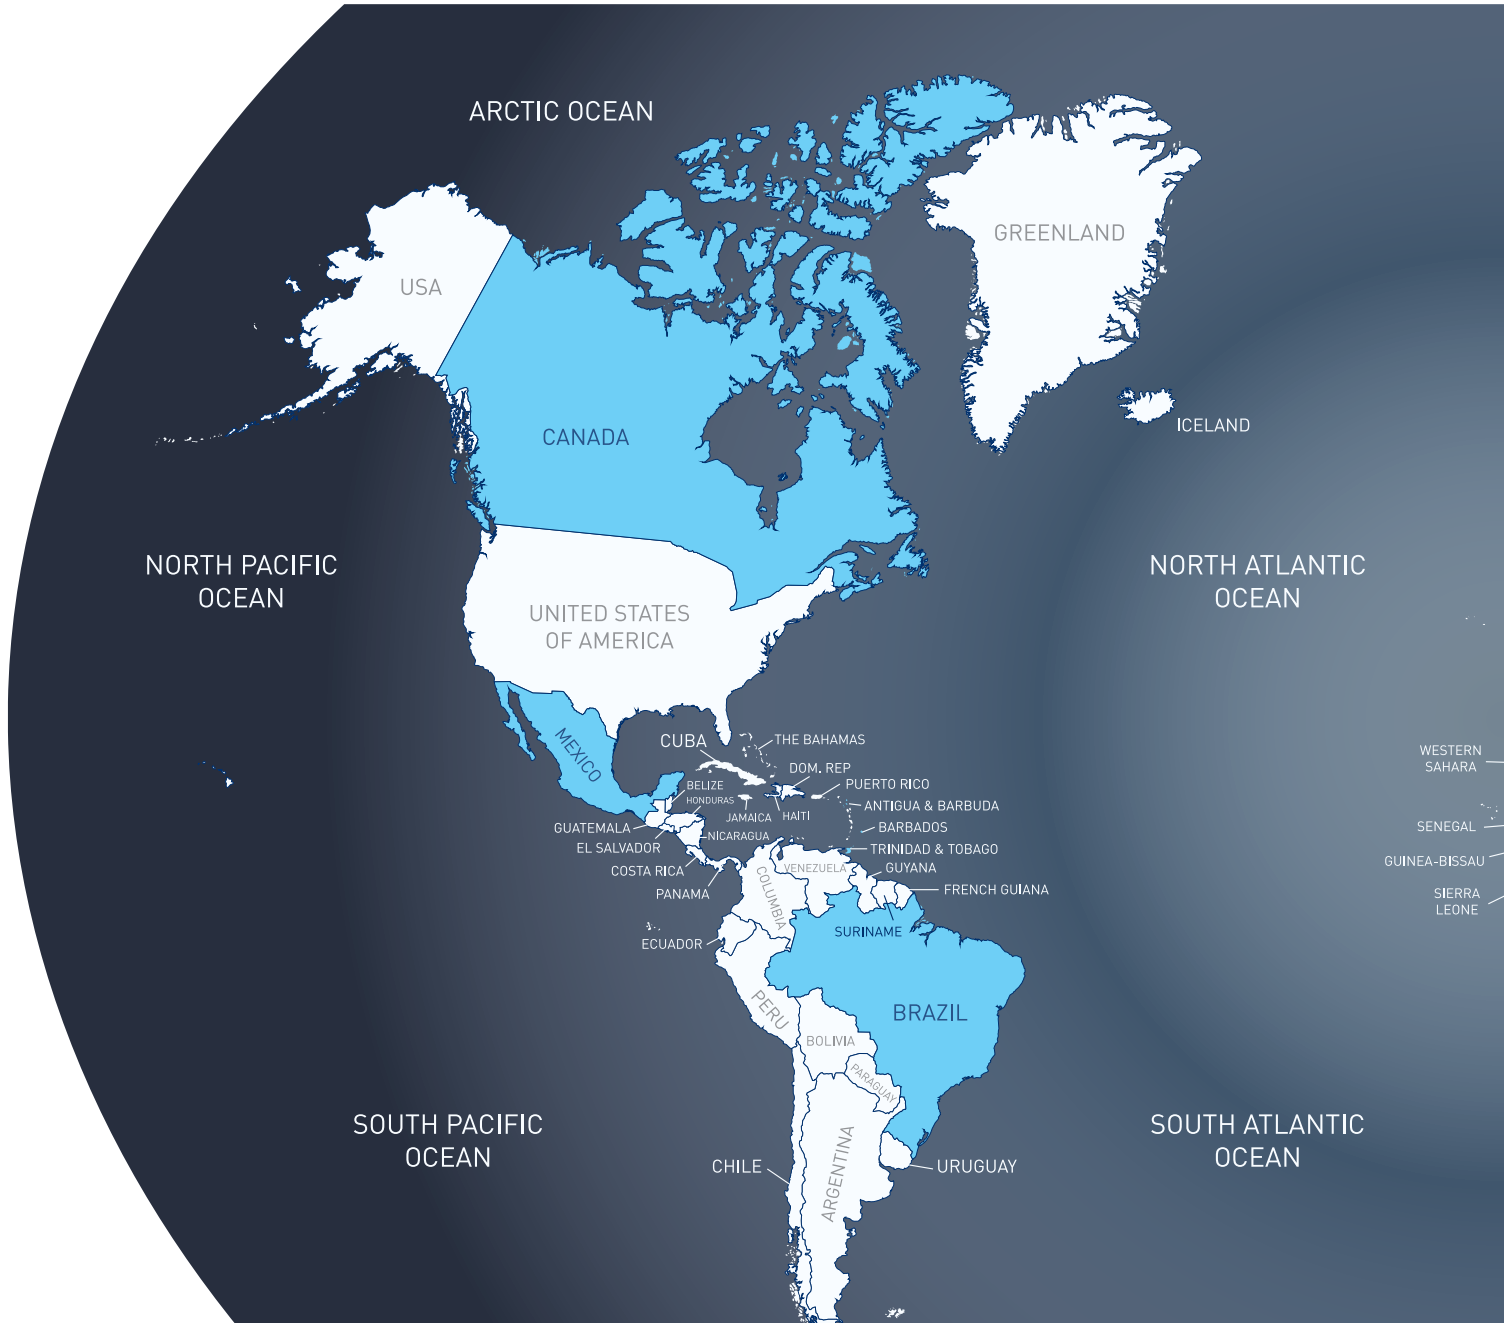 ARCTIC OCEAN
GREENLAND
USA
ICELAND
CANADA
NORTH PACIFIC
OCEAN
NORTH ATLANTIC
OCEAN
UNITED STATES
OF AMERICA
MEXICO
CUBA
THE BAHAMAS
DOM. REP
PUERTO RICO
BELIZE
HONDURAS
ANTIGUA & BARBUDA
JAMAICA
HAITI
GUATEMALA
NICARAGUA
BARBADOS
EL SALVADOR
TRINIDAD & TOBAGO
COSTA RICA
VENEZUELA
GUYANA
PANAMA
COLUMBIA
FRENCH GUIANA
SURINAME
ECUADOR
WESTERN
SAHARA
SENEGAL
GUINEA-BISSAU
SIERRA
LEONE
PERU
BRAZIL
BOLIVIA
PARAGUAY
SOUTH PACIFIC
OCEAN
SOUTH ATLANTIC
OCEAN
CHILE
ARGENTINA
URUGUAY